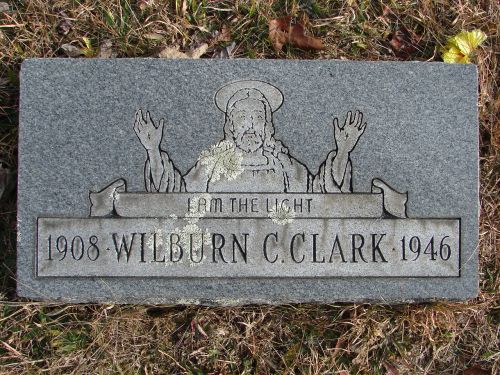 I AM THE LIGHT
1908 · WILBURN C. CLARK · 1946